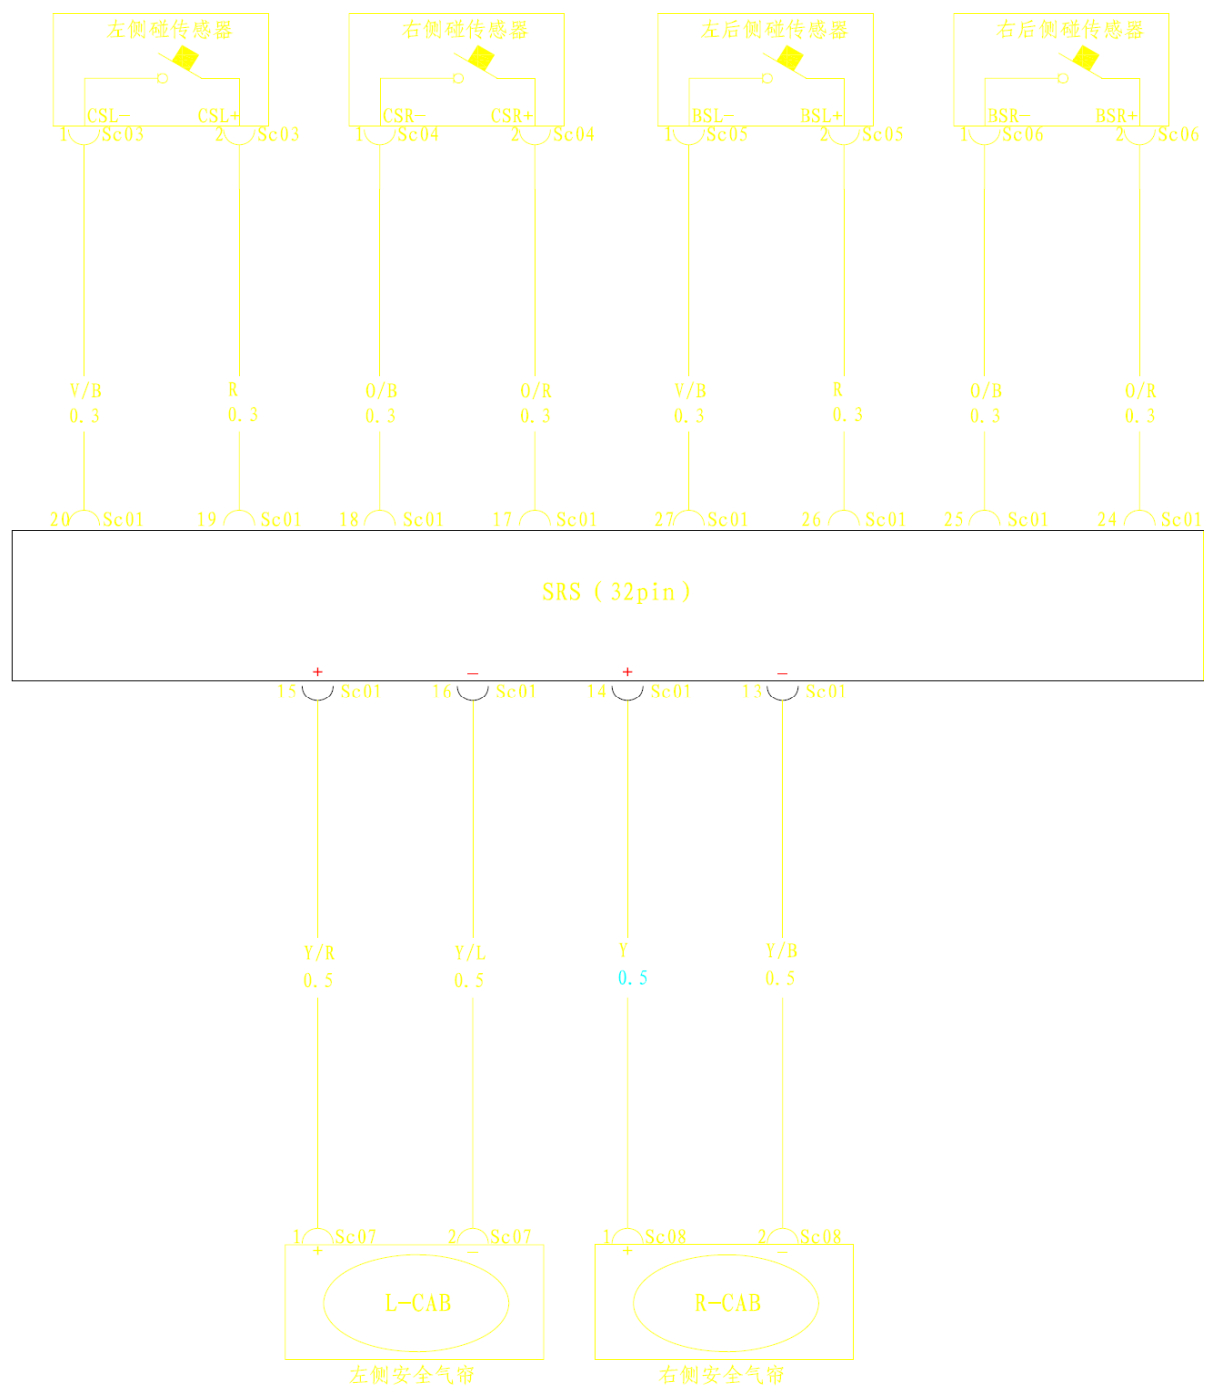 左侧碰传感器 右侧碰传感器 左后侧碰传感器 右后侧碰传感器
CSL- CSL+ CSR- CSR+ BSL- BSL+ BSR- BSR+
1 Sc03 2 Sc03 1 Sc04 2 Sc04 1 Sc05 2 Sc05 1 Sc06 2 Sc06
V/B R O/B O/R V/B R O/B O/R
0.3 0.3 0.3 0.3 0.3 0.3 0.3 0.3
20 Sc01 19 Sc01 18 Sc01 17 Sc01 27 Sc01 26 Sc01 25 Sc01 24 Sc01
SRS (32pin)
+ - + -
15 Sc01 16 Sc01 14 Sc01 13 Sc01
Y/R Y/L Y Y/B
0.5 0.5 0.5 0.5
1 Sc07 2 Sc07 1 Sc08 2 Sc08
+ - + -
L-CAB R-CAB
左侧安全气帘 右侧安全气帘